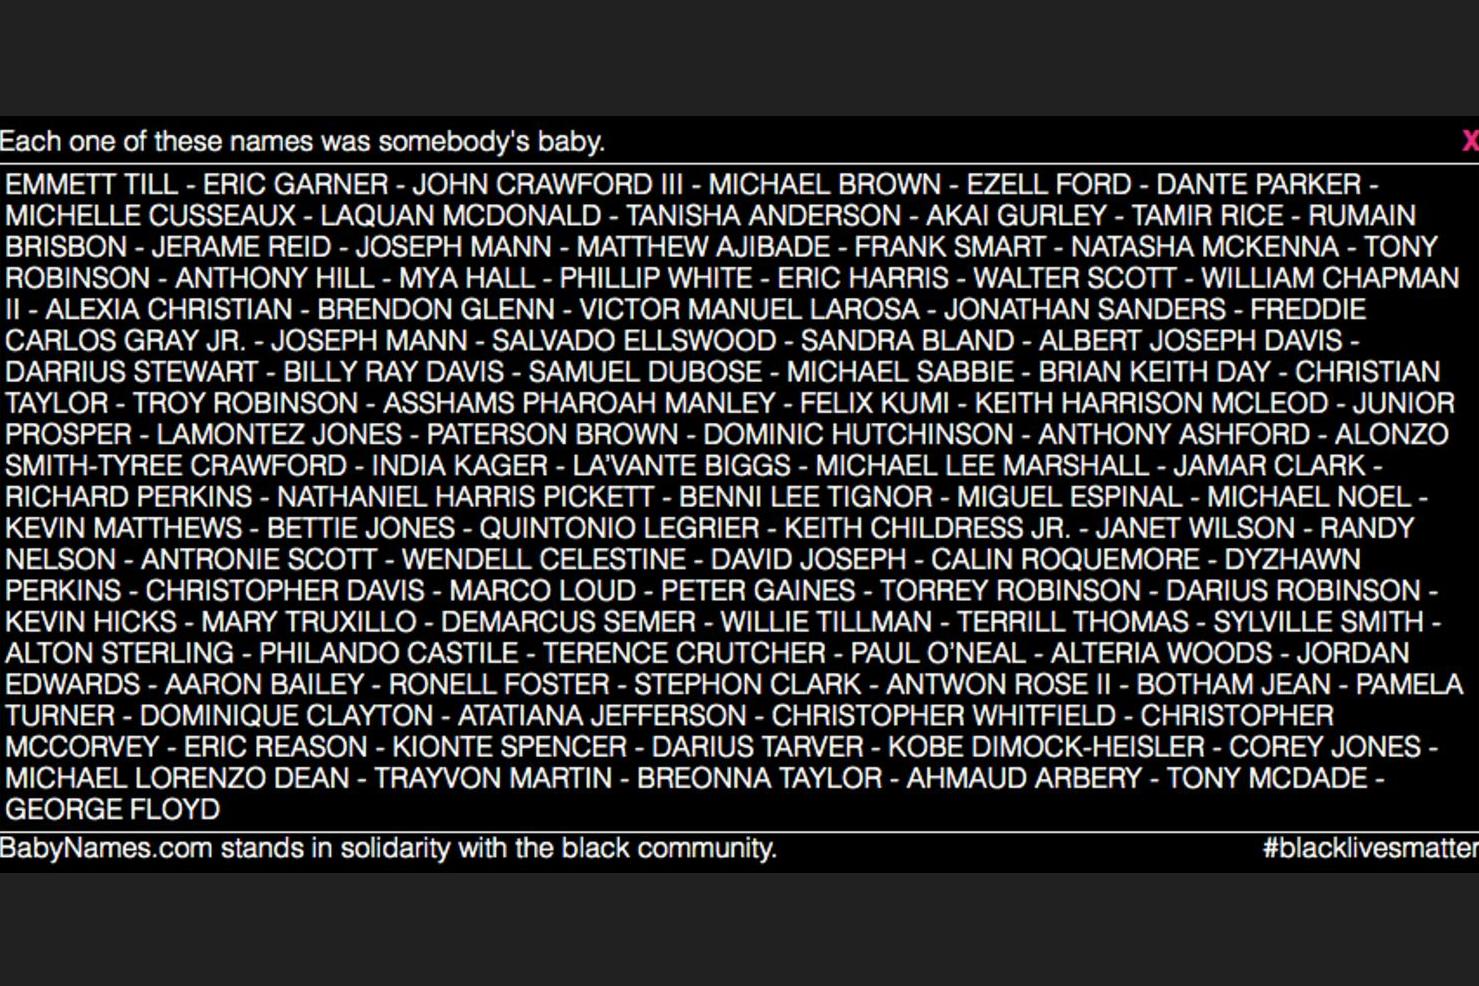 Each one of these names was somebody's baby.
X
EMMETT TILL - ERIC GARNER - JOHN CRAWFORD III - MICHAEL BROWN - EZELL FORD - DANTE PARKER -
MICHELLE CUSSEAUX - LAQUAN MCDONALD - TANISHA ANDERSON - AKAI GURLEY - TAMIR RICE - RUMAIN
BRISBON - JERAME REID - JOSEPH MANN - MATTHEW AJIBADE - FRANK SMART - NATASHA MCKENNA - TONY
ROBINSON - ANTHONY HILL - MYA HALL - PHILLIP WHITE - ERIC HARRIS - WALTER SCOTT - WILLIAM CHAPMAN
II - ALEXIA CHRISTIAN - BRENDON GLENN - VICTOR MANUEL LAROSA - JONATHAN SANDERS - FREDDIE
CARLOS GRAY JR. - JOSEPH MANN - SALVADO ELLSWOOD - SANDRA BLAND - ALBERT JOSEPH DAVIS -
DARRIUS STEWART - BILLY RAY DAVIS - SAMUEL DUBOSE - MICHAEL SABBIE - BRIAN KEITH DAY - CHRISTIAN
TAYLOR - TROY ROBINSON - ASSHAMS PHAROAH MANLEY - FELIX KUMI - KEITH HARRISON MCLEOD - JUNIOR
PROSPER - LAMONTEZ JONES - PATERSON BROWN - DOMINIC HUTCHINSON - ANTHONY ASHFORD - ALONZO
SMITH-TYREE CRAWFORD - INDIA KAGER - LA'VANTE BIGGS - MICHAEL LEE MARSHALL - JAMAR CLARK -
RICHARD PERKINS - NATHANIEL HARRIS PICKETT - BENNI LEE TIGNOR - MIGUEL ESPINAL - MICHAEL NOEL -
KEVIN MATTHEWS - BETTIE JONES - QUINTONIO LEGRIER - KEITH CHILDRESS JR. - JANET WILSON - RANDY
NELSON - ANTRONIE SCOTT - WENDELL CELESTINE - DAVID JOSEPH - CALIN ROQUEMORE - DYZHAWN
PERKINS - CHRISTOPHER DAVIS - MARCO LOUD - PETER GAINES - TORREY ROBINSON - DARIUS ROBINSON -
KEVIN HICKS - MARY TRUXILLO - DEMARCUS SEMER - WILLIE TILLMAN - TERRILL THOMAS - SYLVILLE SMITH -
ALTON STERLING - PHILANDO CASTILE - TERENCE CRUTCHER - PAUL O'NEAL - ALTERIA WOODS - JORDAN
EDWARDS - AARON BAILEY - RONELL FOSTER - STEPHON CLARK - ANTWON ROSE II - BOTHAM JEAN - PAMELA
TURNER - DOMINIQUE CLAYTON - ATATIANA JEFFERSON - CHRISTOPHER WHITFIELD - CHRISTOPHER
MCCORVEY - ERIC REASON - KIONTE SPENCER - DARIUS TARVER - KOBE DIMOCK-HEISLER - COREY JONES -
MICHAEL LORENZO DEAN - TRAYVON MARTIN - BREONNA TAYLOR - AHMAUD ARBERY - TONY MCDADE -
GEORGE FLOYD
BabyNames.com stands in solidarity with the black community.
#blacklivesmatter